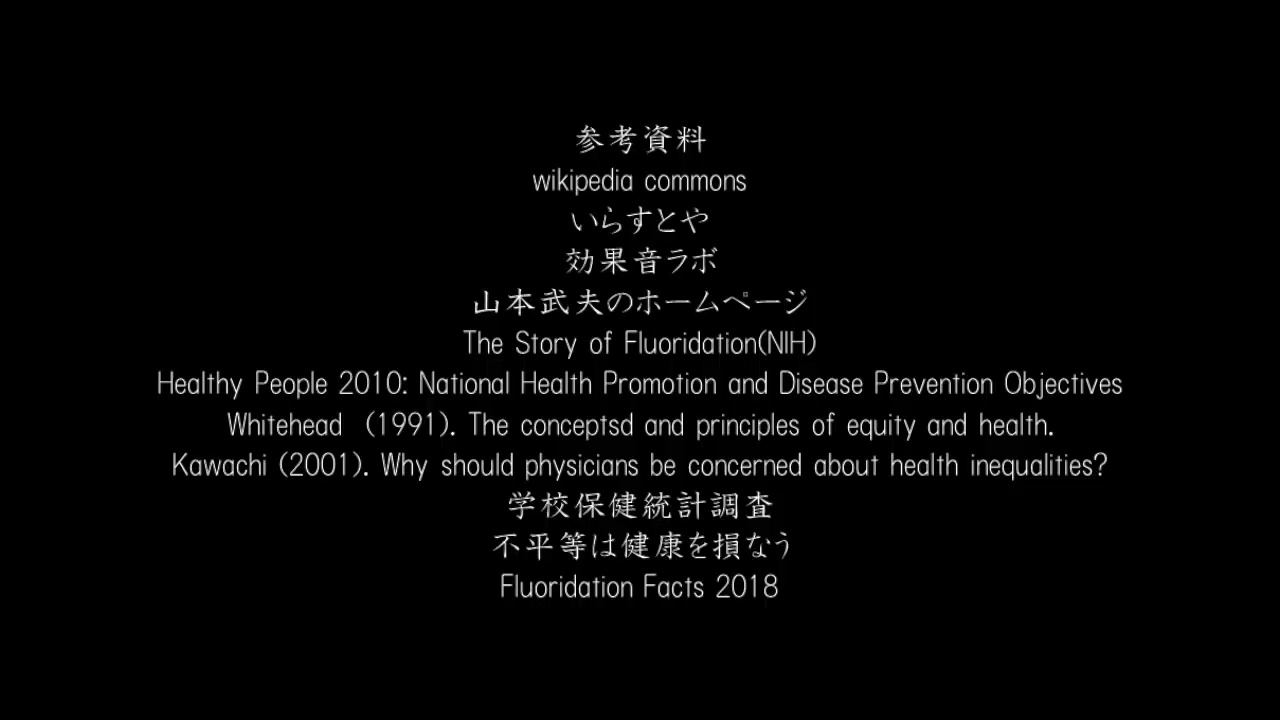 参考資料
wikipedia commons
いらすとや
効果音ラボ
山本武夫のホームページ
The Story of Fluoridation(NIH)
Healthy People 2010: National Health Promotion and Disease Prevention Objectives
Whitehead (1991). The conceptsd and principles of equity and health.
Kawachi (2001). Why should physicians be concerned about health inequalities?
学校保健統計調査
不平等は健康を損なう
Fluoridation Facts 2018